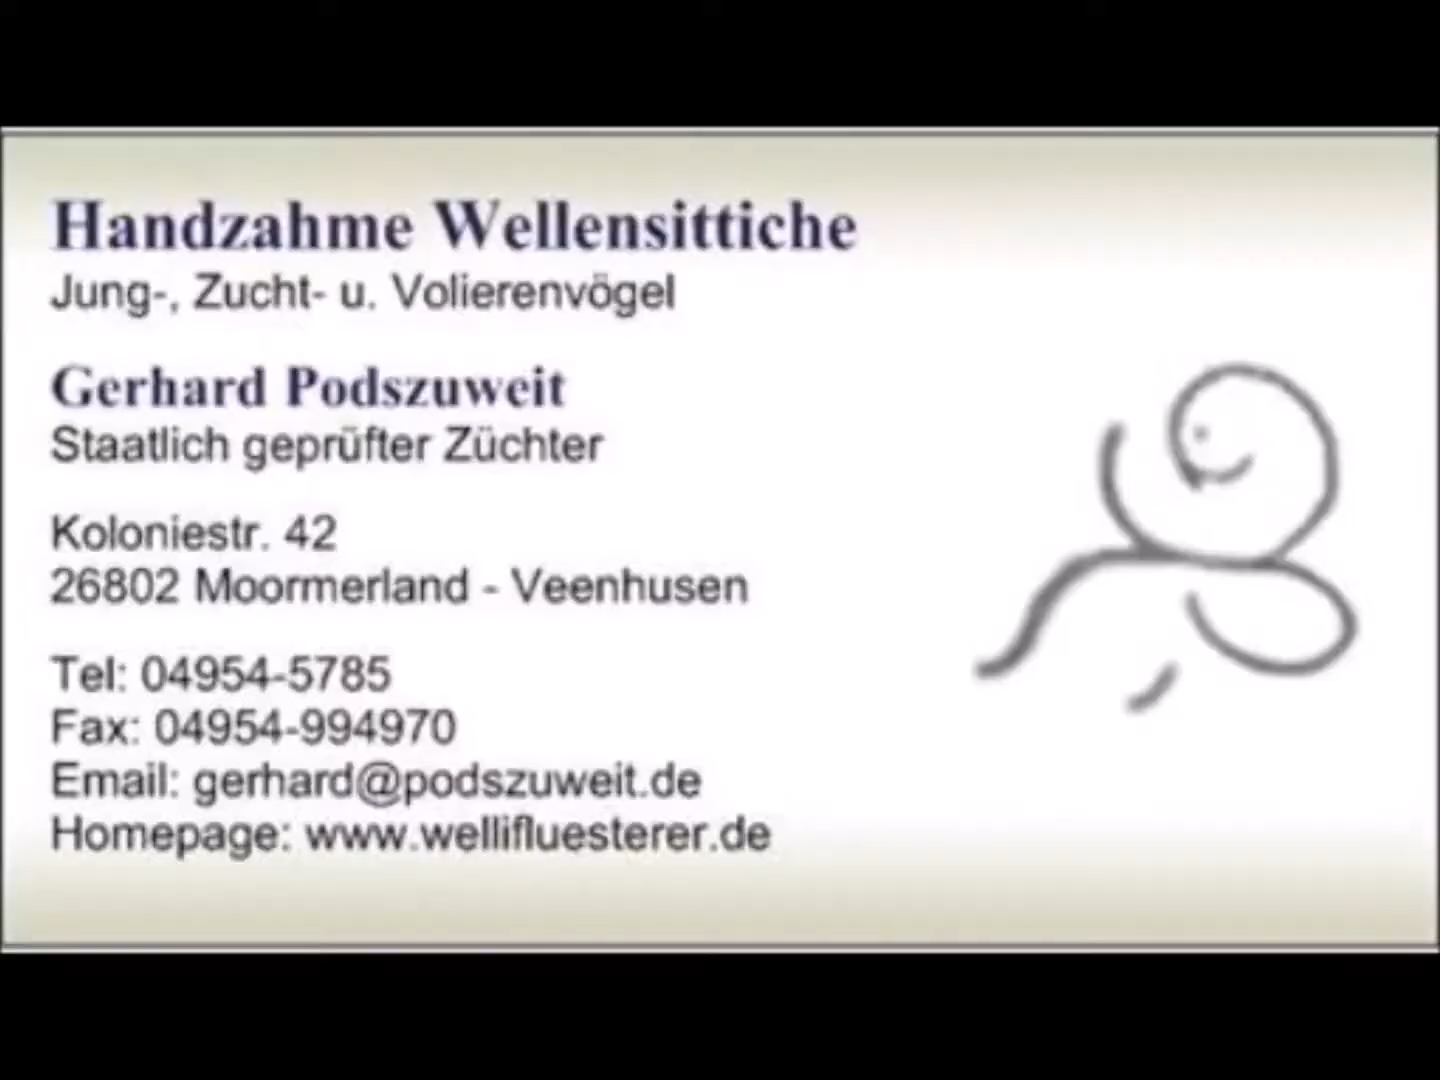 Handzahme Wellensittiche
Jung-, Zucht- u. Volierenvögel
Gerhard Podszuweit
Staatlich geprüfter Züchter
Koloniestr. 42
26802 Moormerland - Veenhusen
Tel: 04954-5785
Fax: 04954-994970
Email: gerhard@podszuweit.de
Homepage: www.wellifluesterer.de